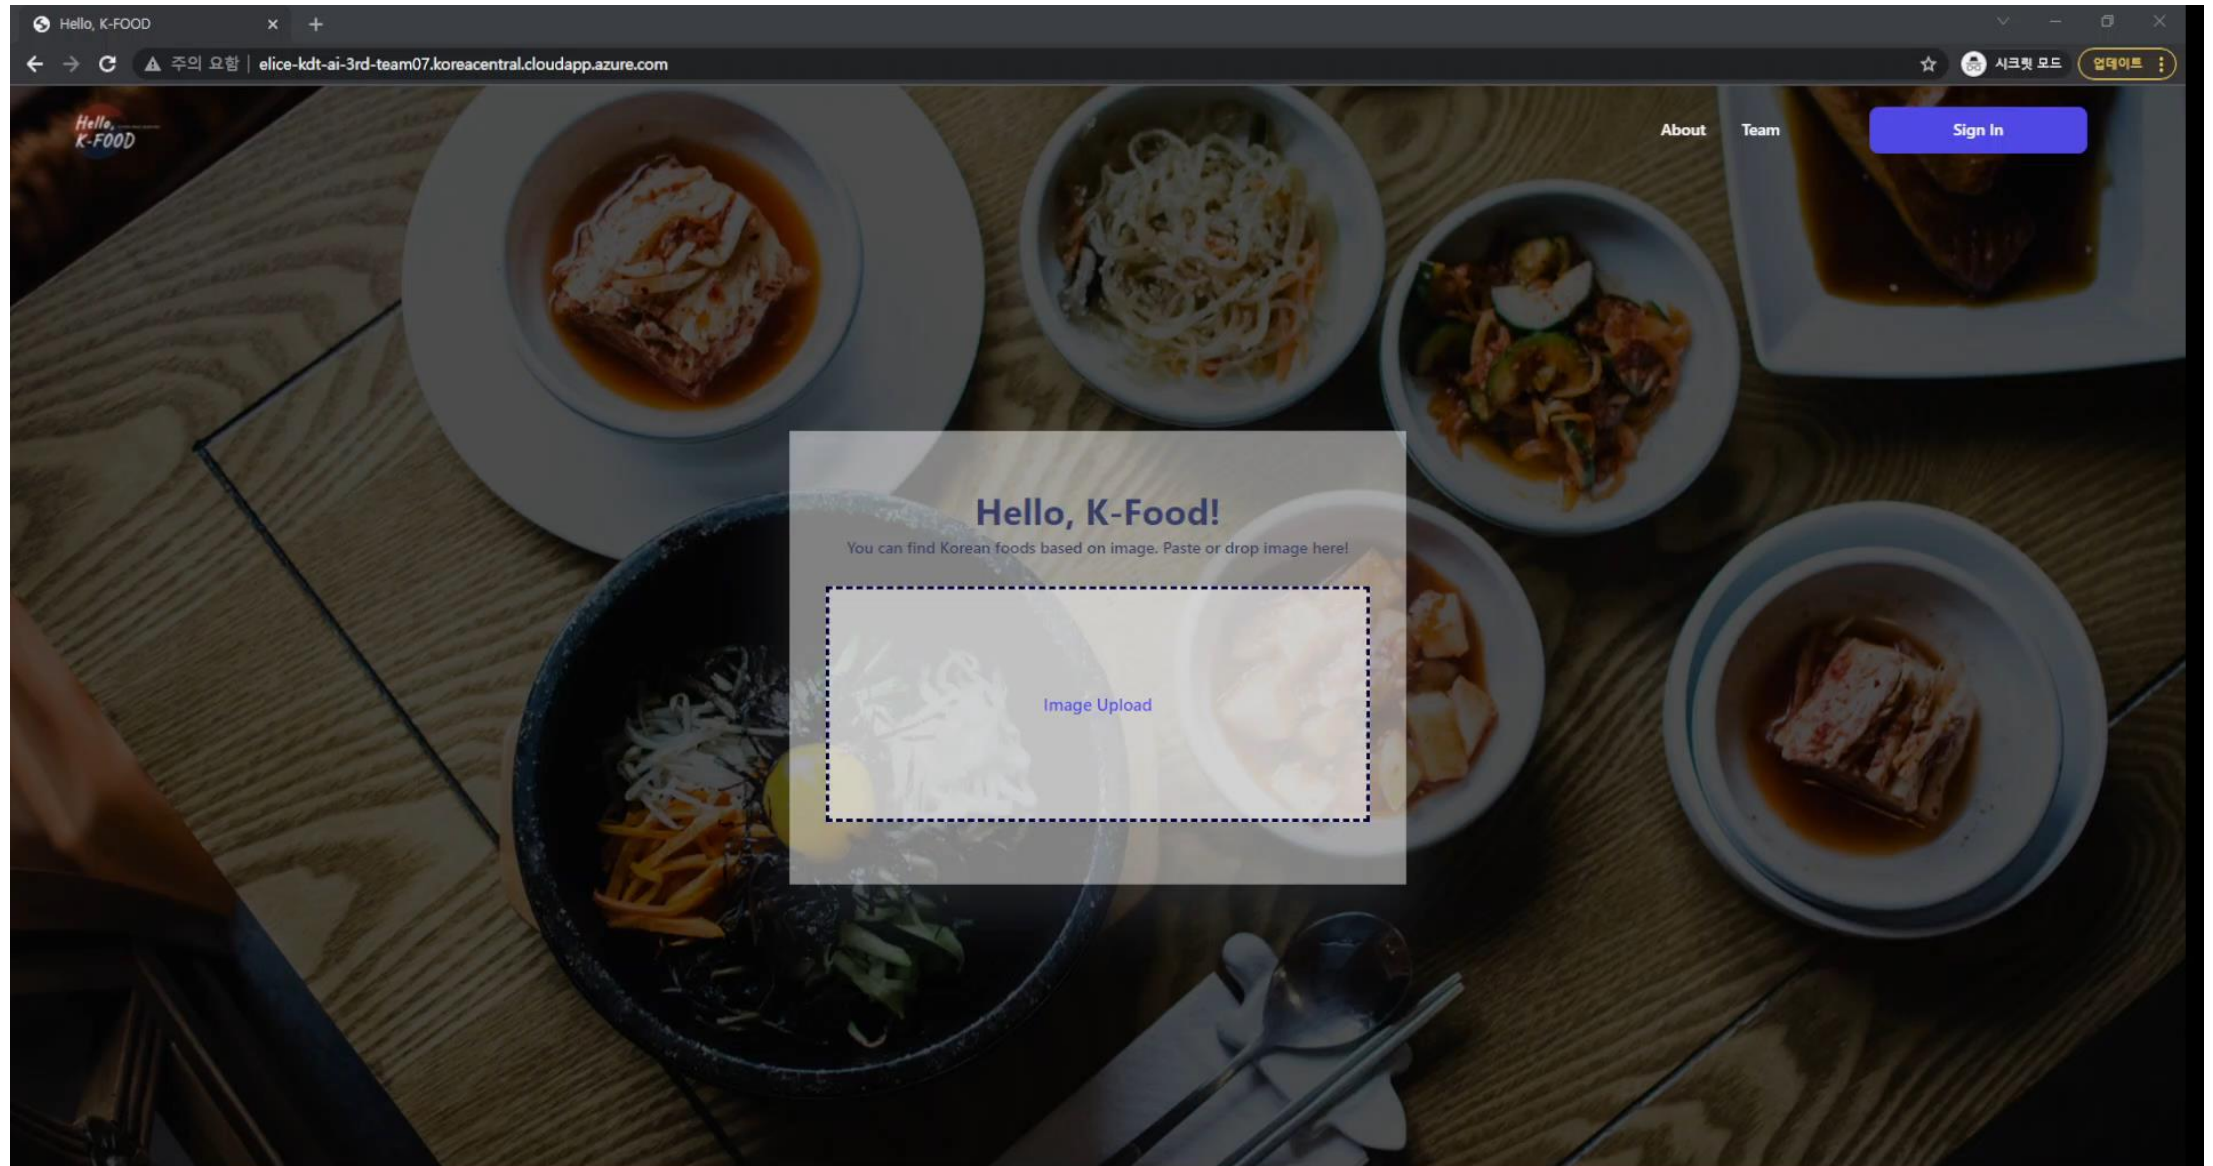 Hello, K-FOOD
주의 요함 | elice-kdt-ai-3rd-team07.koreacentral.cloudapp.azure.com
시크릿 모드
업데이트
Hello,
K-FOOD
About
Team
Sign In
Hello, K-Food!
You can find Korean foods based on image. Paste or drop image here!
Image Upload